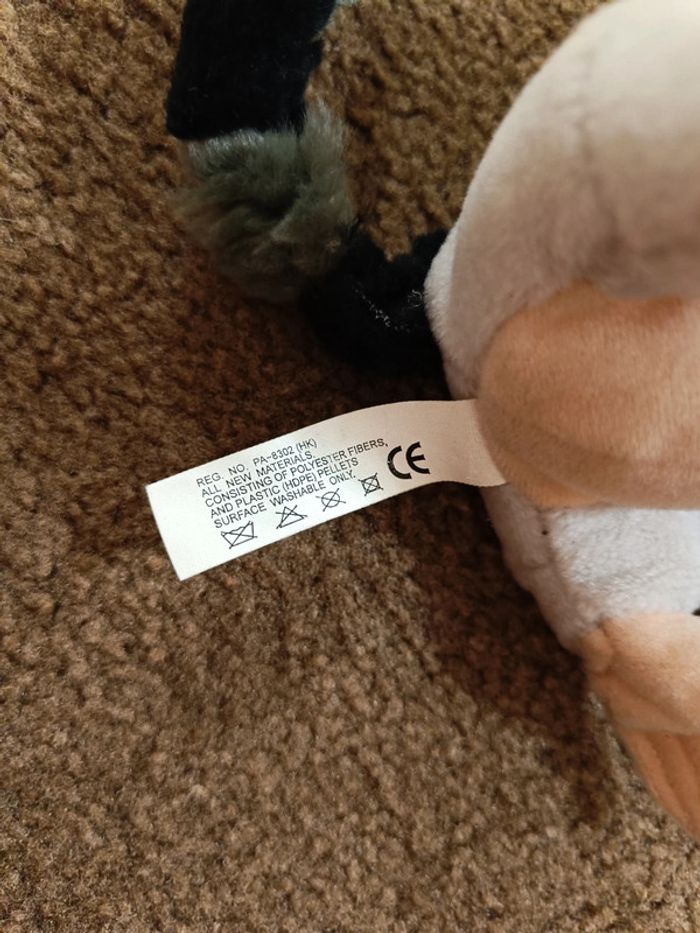 REG. NO. PA-8302 (HK)
ALL NEW MATERIALS.
CONSISTING OF POLYESTER FIBERS,
AND PLASTIC (HDPE) PELLETS
SURFACE WASHABLE ONLY.
CE